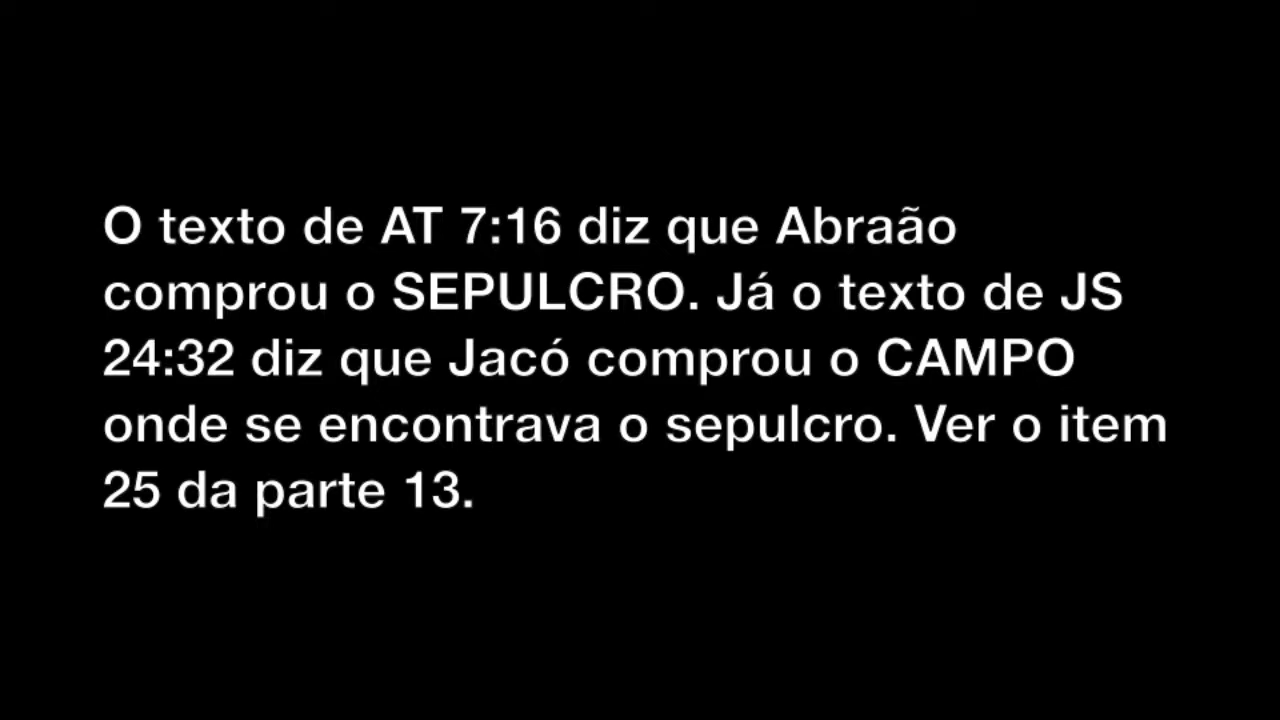 O texto de AT 7:16 diz que Abraão
comprou o SEPULCRO. Já o texto de JS
24:32 diz que Jacó comprou o CAMPO
onde se encontrava o sepulcro. Ver o item
25 da parte 13.